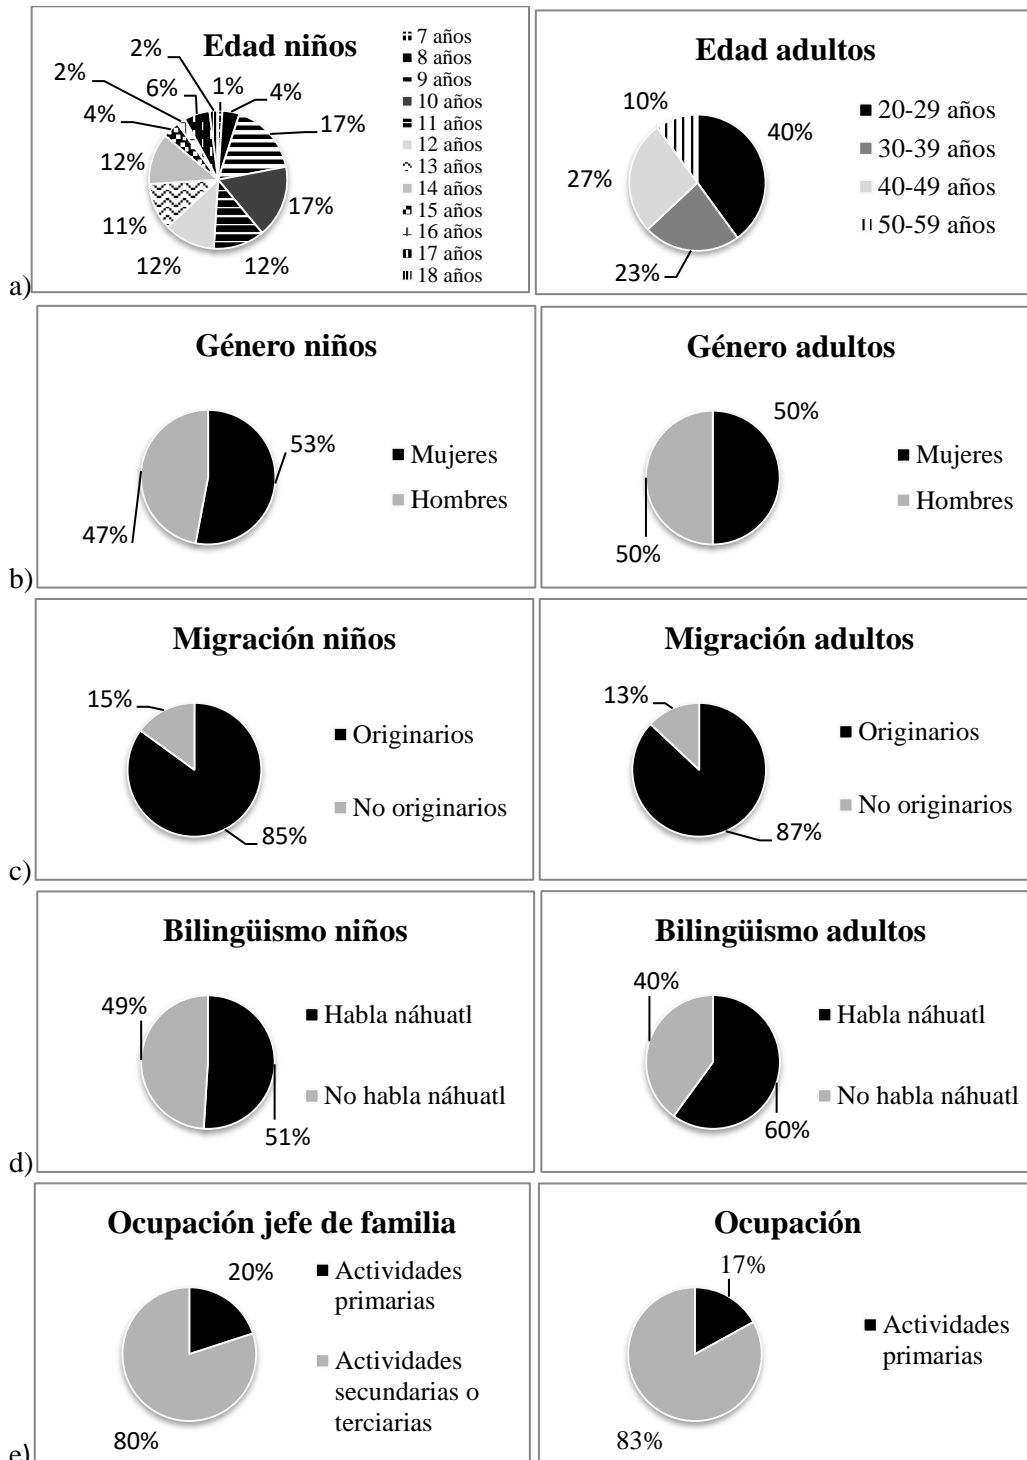 Edad niños
2%
2%
6%
1%
4%
4%
17%
12%
17%
11%
12%
12%
7 años
8 años
9 años
10 años
11 años
12 años
13 años
14 años
15 años
16 años
17 años
18 años
a)
Edad adultos
10%
40%
27%
23%
20-29 años
30-39 años
40-49 años
50-59 años
Género niños
53%
47%
Mujeres
Hombres
b)
Género adultos
50%
50%
Mujeres
Hombres
Migración niños
15%
85%
Originarios
No originarios
c)
Migración adultos
13%
87%
Originarios
No originarios
Bilingüismo niños
49%
51%
Habla náhuatl
No habla náhuatl
d)
Bilingüismo adultos
40%
60%
Habla náhuatl
No habla náhuatl
Ocupación jefe de familia
20%
80%
Actividades
primarias
Actividades
secundarias o
terciarias
e)
Ocupación
17%
83%
Actividades
primarias